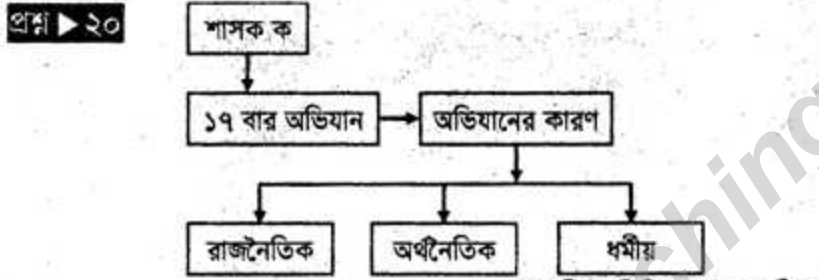 প্রশ্ন ▶ ২০
শাসক ক
১৭ বার অভিযান
অভিযানের কারণ
রাজনৈতিক
অর্থনৈতিক
ধর্মীয়